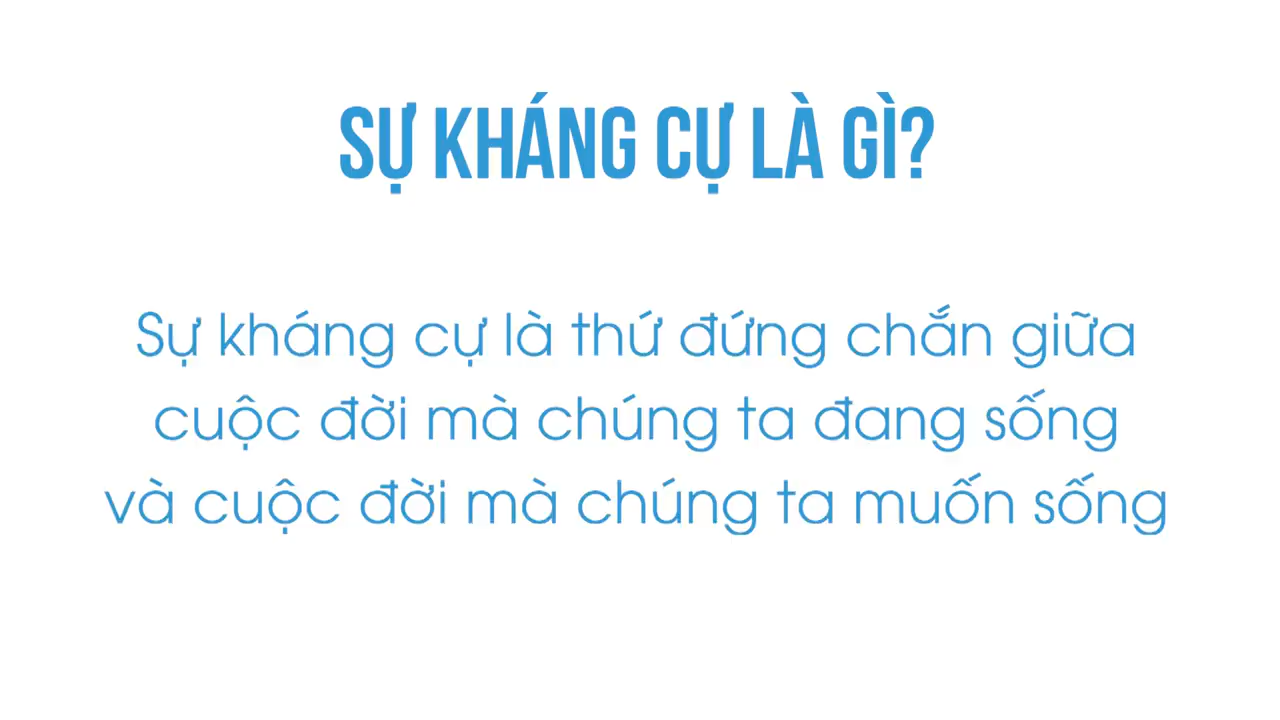 SỰ KHÁNG CỰ LÀ GÌ?
Sự kháng cự là thứ đứng chắn giữa
cuộc đời mà chúng ta đang sống
và cuộc đời mà chúng ta muốn sống